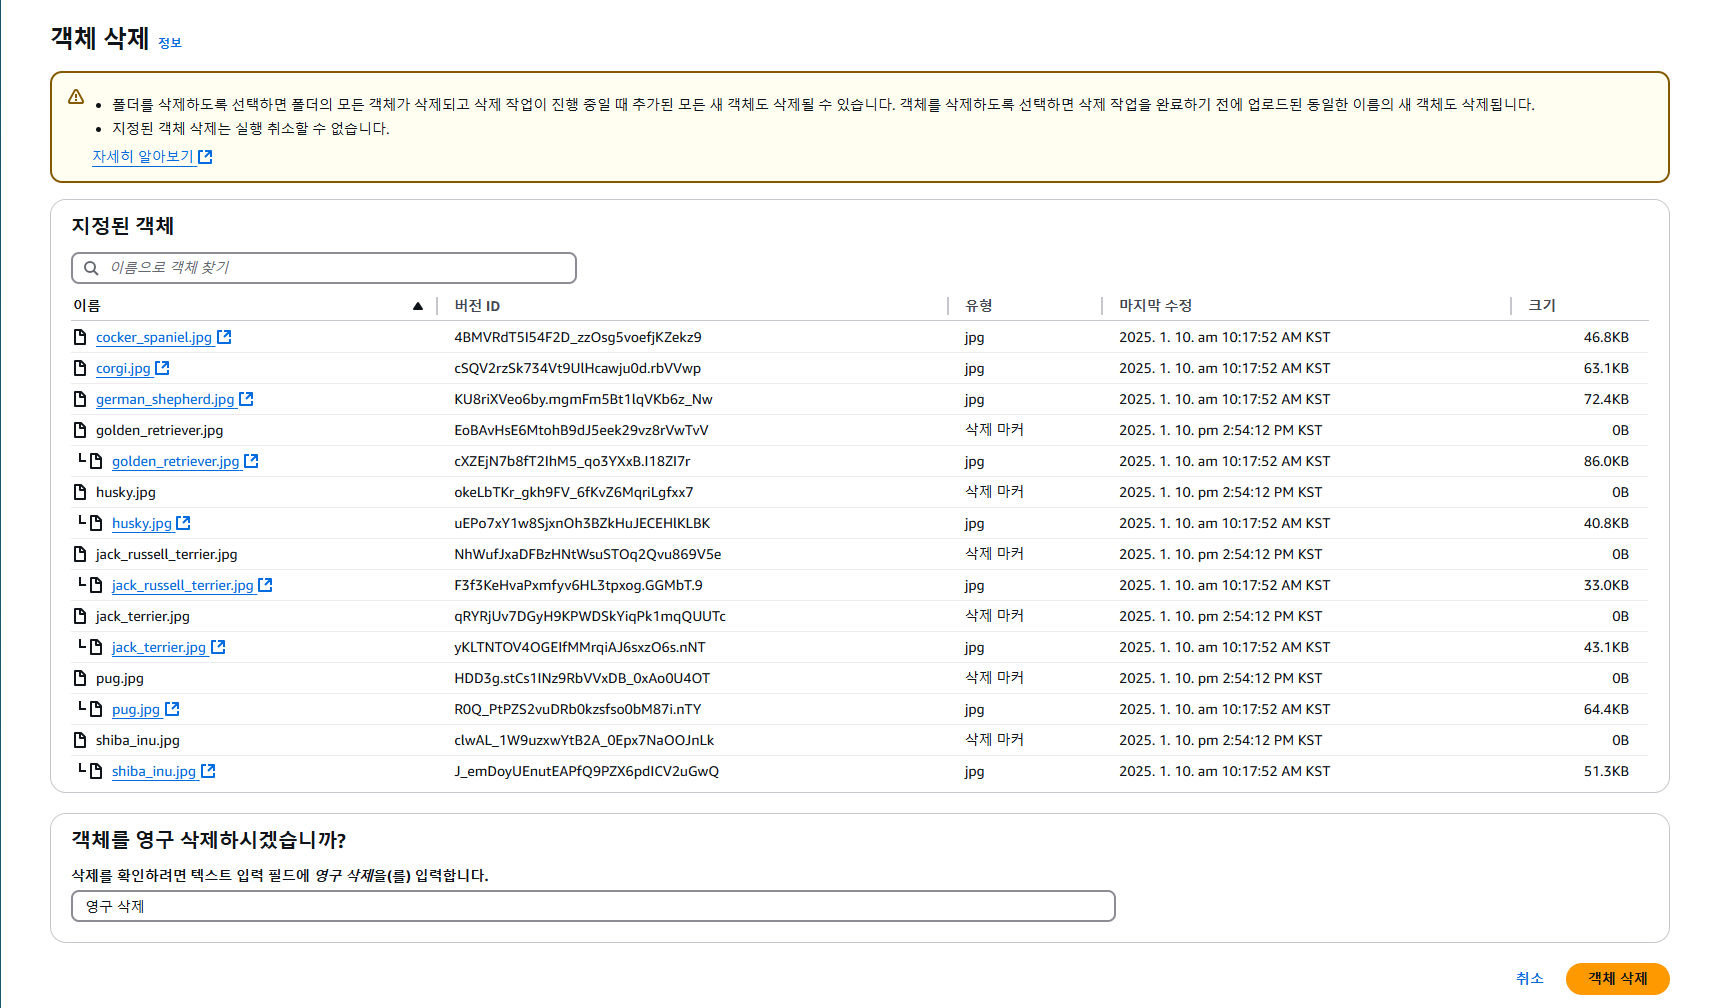 객체 삭제 정보
폴더를 삭제하도록 선택하면 폴더의 모든 객체가 삭제되고 삭제 작업이 진행 중일 때 추가된 모든 새 객체도 삭제될 수 있습니다. 객체를 삭제하도록 선택하면 삭제 작업을 완료하기 전에 업로드된 동일한 이름의 새 객체도 삭제됩니다.
지정된 객체 삭제는 실행 취소할 수 없습니다.
자세히 알아보기
지정된 객체
이름으로 객체 찾기
이름 버전 ID 유형 마지막 수정 크기
cocker_spaniel.jpg 4BMVRdT5I54F2D_zzOsg5voefjKZekz9 jpg 2025. 1. 10. am 10:17:52 AM KST 46.8KB
corgi.jpg cSQV2rzSk734Vt9UlHcawju0d.rbVVwp jpg 2025. 1. 10. am 10:17:52 AM KST 63.1KB
german_shepherd.jpg KU8riXVeo6by.mgmFm5Bt1lqVKb6z_Nw jpg 2025. 1. 10. am 10:17:52 AM KST 72.4KB
golden_retriever.jpg EoBAvHsE6MtohB9dJ5eek29vz8rVwTvV 삭제 마커 2025. 1. 10. pm 2:54:12 PM KST 0B
golden_retriever.jpg cXZEjN7b8fT2IhM5_qo3YXxB.I18ZI7r jpg 2025. 1. 10. am 10:17:52 AM KST 86.0KB
husky.jpg okeLbTKr_gkh9FV_6fKvZ6MqriLgfxx7 삭제 마커 2025. 1. 10. pm 2:54:12 PM KST 0B
husky.jpg uEPo7xY1w8SjxnOh3BZkHuJECEHlKLBK jpg 2025. 1. 10. am 10:17:52 AM KST 40.8KB
jack_russell_terrier.jpg NhWufJxaDFBzHNtWsuSTOq2Qvu869V5e 삭제 마커 2025. 1. 10. pm 2:54:12 PM KST 0B
jack_russell_terrier.jpg F3f3KeHvaPxmfyv6HL3tpxog.GGMbT.9 jpg 2025. 1. 10. am 10:17:52 AM KST 33.0KB
jack_terrier.jpg qRYRjUv7DGyH9KPWDSkYiqPk1mqQUUTc 삭제 마커 2025. 1. 10. pm 2:54:12 PM KST 0B
jack_terrier.jpg yKLTNTOV4OGEIfMMrqiAJ6sxzO6s.nNT jpg 2025. 1. 10. am 10:17:52 AM KST 43.1KB
pug.jpg HDD3g.stCs1INz9RbVVxDB_0xAo0U4OT 삭제 마커 2025. 1. 10. pm 2:54:12 PM KST 0B
pug.jpg R0Q_PtPZS2vuDRb0kzsfso0bM87i.nTY jpg 2025. 1. 10. am 10:17:52 AM KST 64.4KB
shiba_inu.jpg clwAL_1W9uzxwYtB2A_0Epx7NaOOJnLk 삭제 마커 2025. 1. 10. pm 2:54:12 PM KST 0B
shiba_inu.jpg J_emDoyUEnutEAPfQ9PZX6pdICV2uGwQ jpg 2025. 1. 10. am 10:17:52 AM KST 51.3KB
객체를 영구 삭제하시겠습니까?
삭제를 확인하려면 텍스트 입력 필드에 영구 삭제을(를) 입력합니다.
영구 삭제
취소 객체 삭제